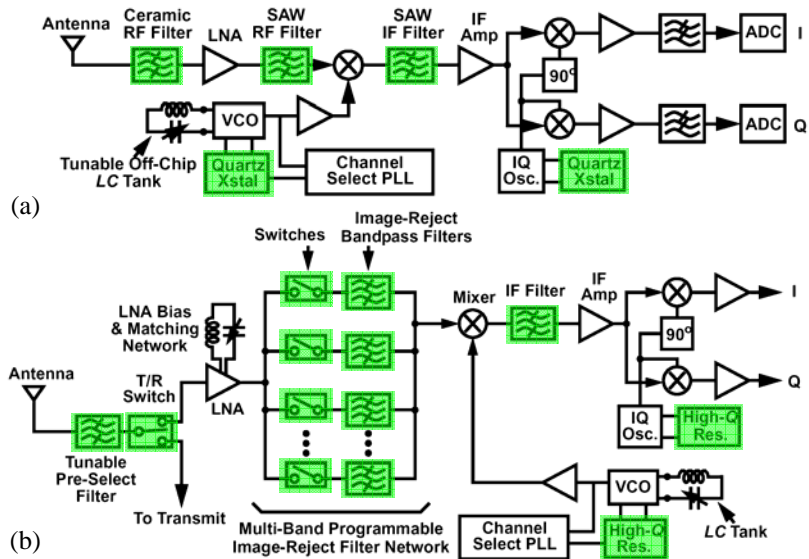 Ceramic
RF Filter
SAW
RF Filter
SAW
IF Filter
IF
Amp
Antenna
LNA
I
ADC
90°
VCO
Q
ADC
Tunable Off-Chip
LC Tank
Quartz
Xstal
Channel
Select PLL
IQ
Osc.
Quartz
Xstal
(a)
Switches
Image-Reject
Bandpass Filters
LNA Bias
& Matching
Network
Mixer
IF Filter
IF
Amp
I
90°
Antenna
T/R
Switch
LNA
Q
IQ
Osc.
High-Q
Res.
Tunable
Pre-Select
Filter
To Transmit
VCO
LC Tank
Channel
Select PLL
High-Q
Res.
Multi-Band Programmable
Image-Reject Filter Network
(b)